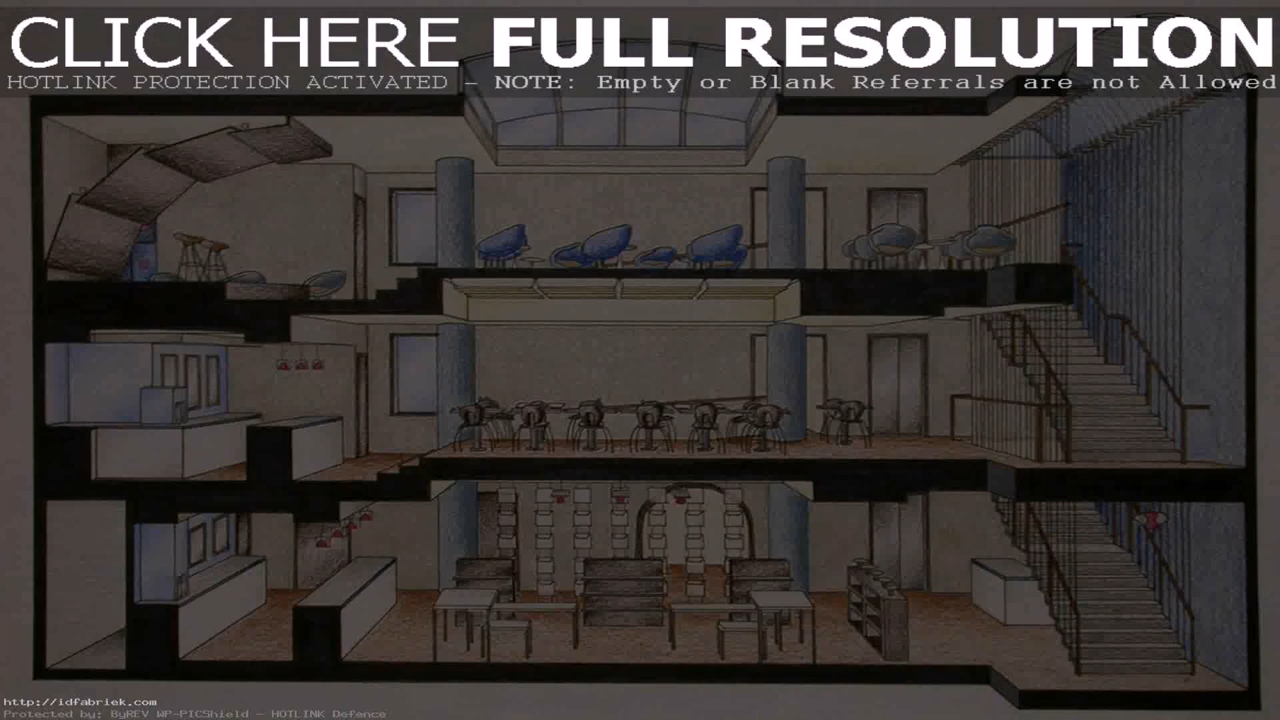 CLICK HERE FULL RESOLUTION
HOTLINK PROTECTION ACTIVATED - NOTE: Empty or Blank Referrals are not Allowed
http://idfabriek.com
Protected by: ByREV WP-PICShield - HOTLINK Defence